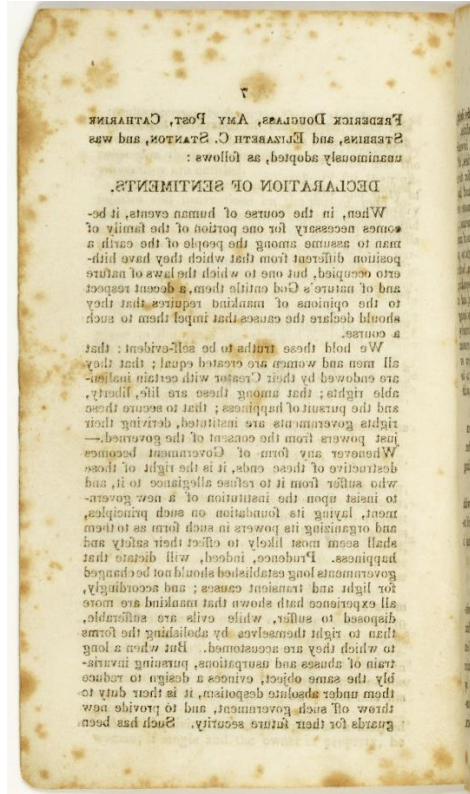 7
Frederick Douglass, Amy Post, Catharine
Stebbins, and Elizabeth C. Stanton, and was
unanimously adopted, as follows :
DECLARATION OF SENTIMENTS.
When, in the course of human events, it be-
comes necessary for one portion of the family of
man to assume among the people of the earth a
position different from that which they have hith-
erto occupied, but one to which the laws of nature
and of nature's God entitle them, a decent respect
to the opinions of mankind requires that they
should declare the causes that impel them to such
a course.
We hold these truths to be self-evident ; that
all men and women are created equal ; that they
are endowed by their Creator with certain inalien-
able rights ; that among these are life, liberty,
and the pursuit of happiness ; that to secure these
rights governments are instituted, deriving their
just powers from the consent of the governed.—
Whenever any form of Government becomes
destructive of these ends, it is the right of those
who suffer from it to refuse allegiance to it, and
to insist upon the institution of a new govern-
ment, laying its foundation on such principles,
and organizing its powers in such form as to them
shall seem most likely to effect their safety and
happiness. Prudence, indeed, will dictate that
governments long established should not be changed
for light and transient causes ; and accordingly,
all experience hath shown that mankind are more
disposed to suffer, while evils are sufferable,
than to right themselves by abolishing the forms
to which they are accustomed. But when a long
train of abuses and usurpations, pursuing invaria-
bly the same object, evinces a design to reduce
them under absolute despotism, it is their duty to
throw off such government, and to provide new
guards for their future security. Such has been